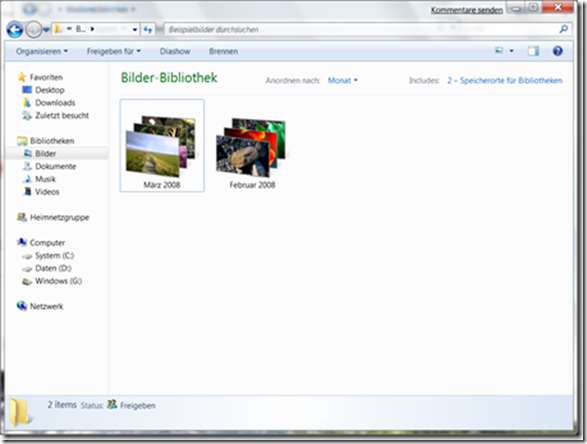 Kommentare senden
« B...
Beispielbilder durchsuchen
Organisieren Freigeben für Diashow Brennen
Favoriten
Desktop
Downloads
Zuletzt besucht
Bibliotheken
Bilder
Dokumente
Musik
Videos
Heimnetzgruppe
Computer
System (C:)
Daten (D:)
Windows (G:)
Netzwerk
Bilder-Bibliothek
Anordnen nach: Monat
Includes: 2 – Speicherorte für Bibliotheken
März 2008
Februar 2008
2 items Status: Freigeben